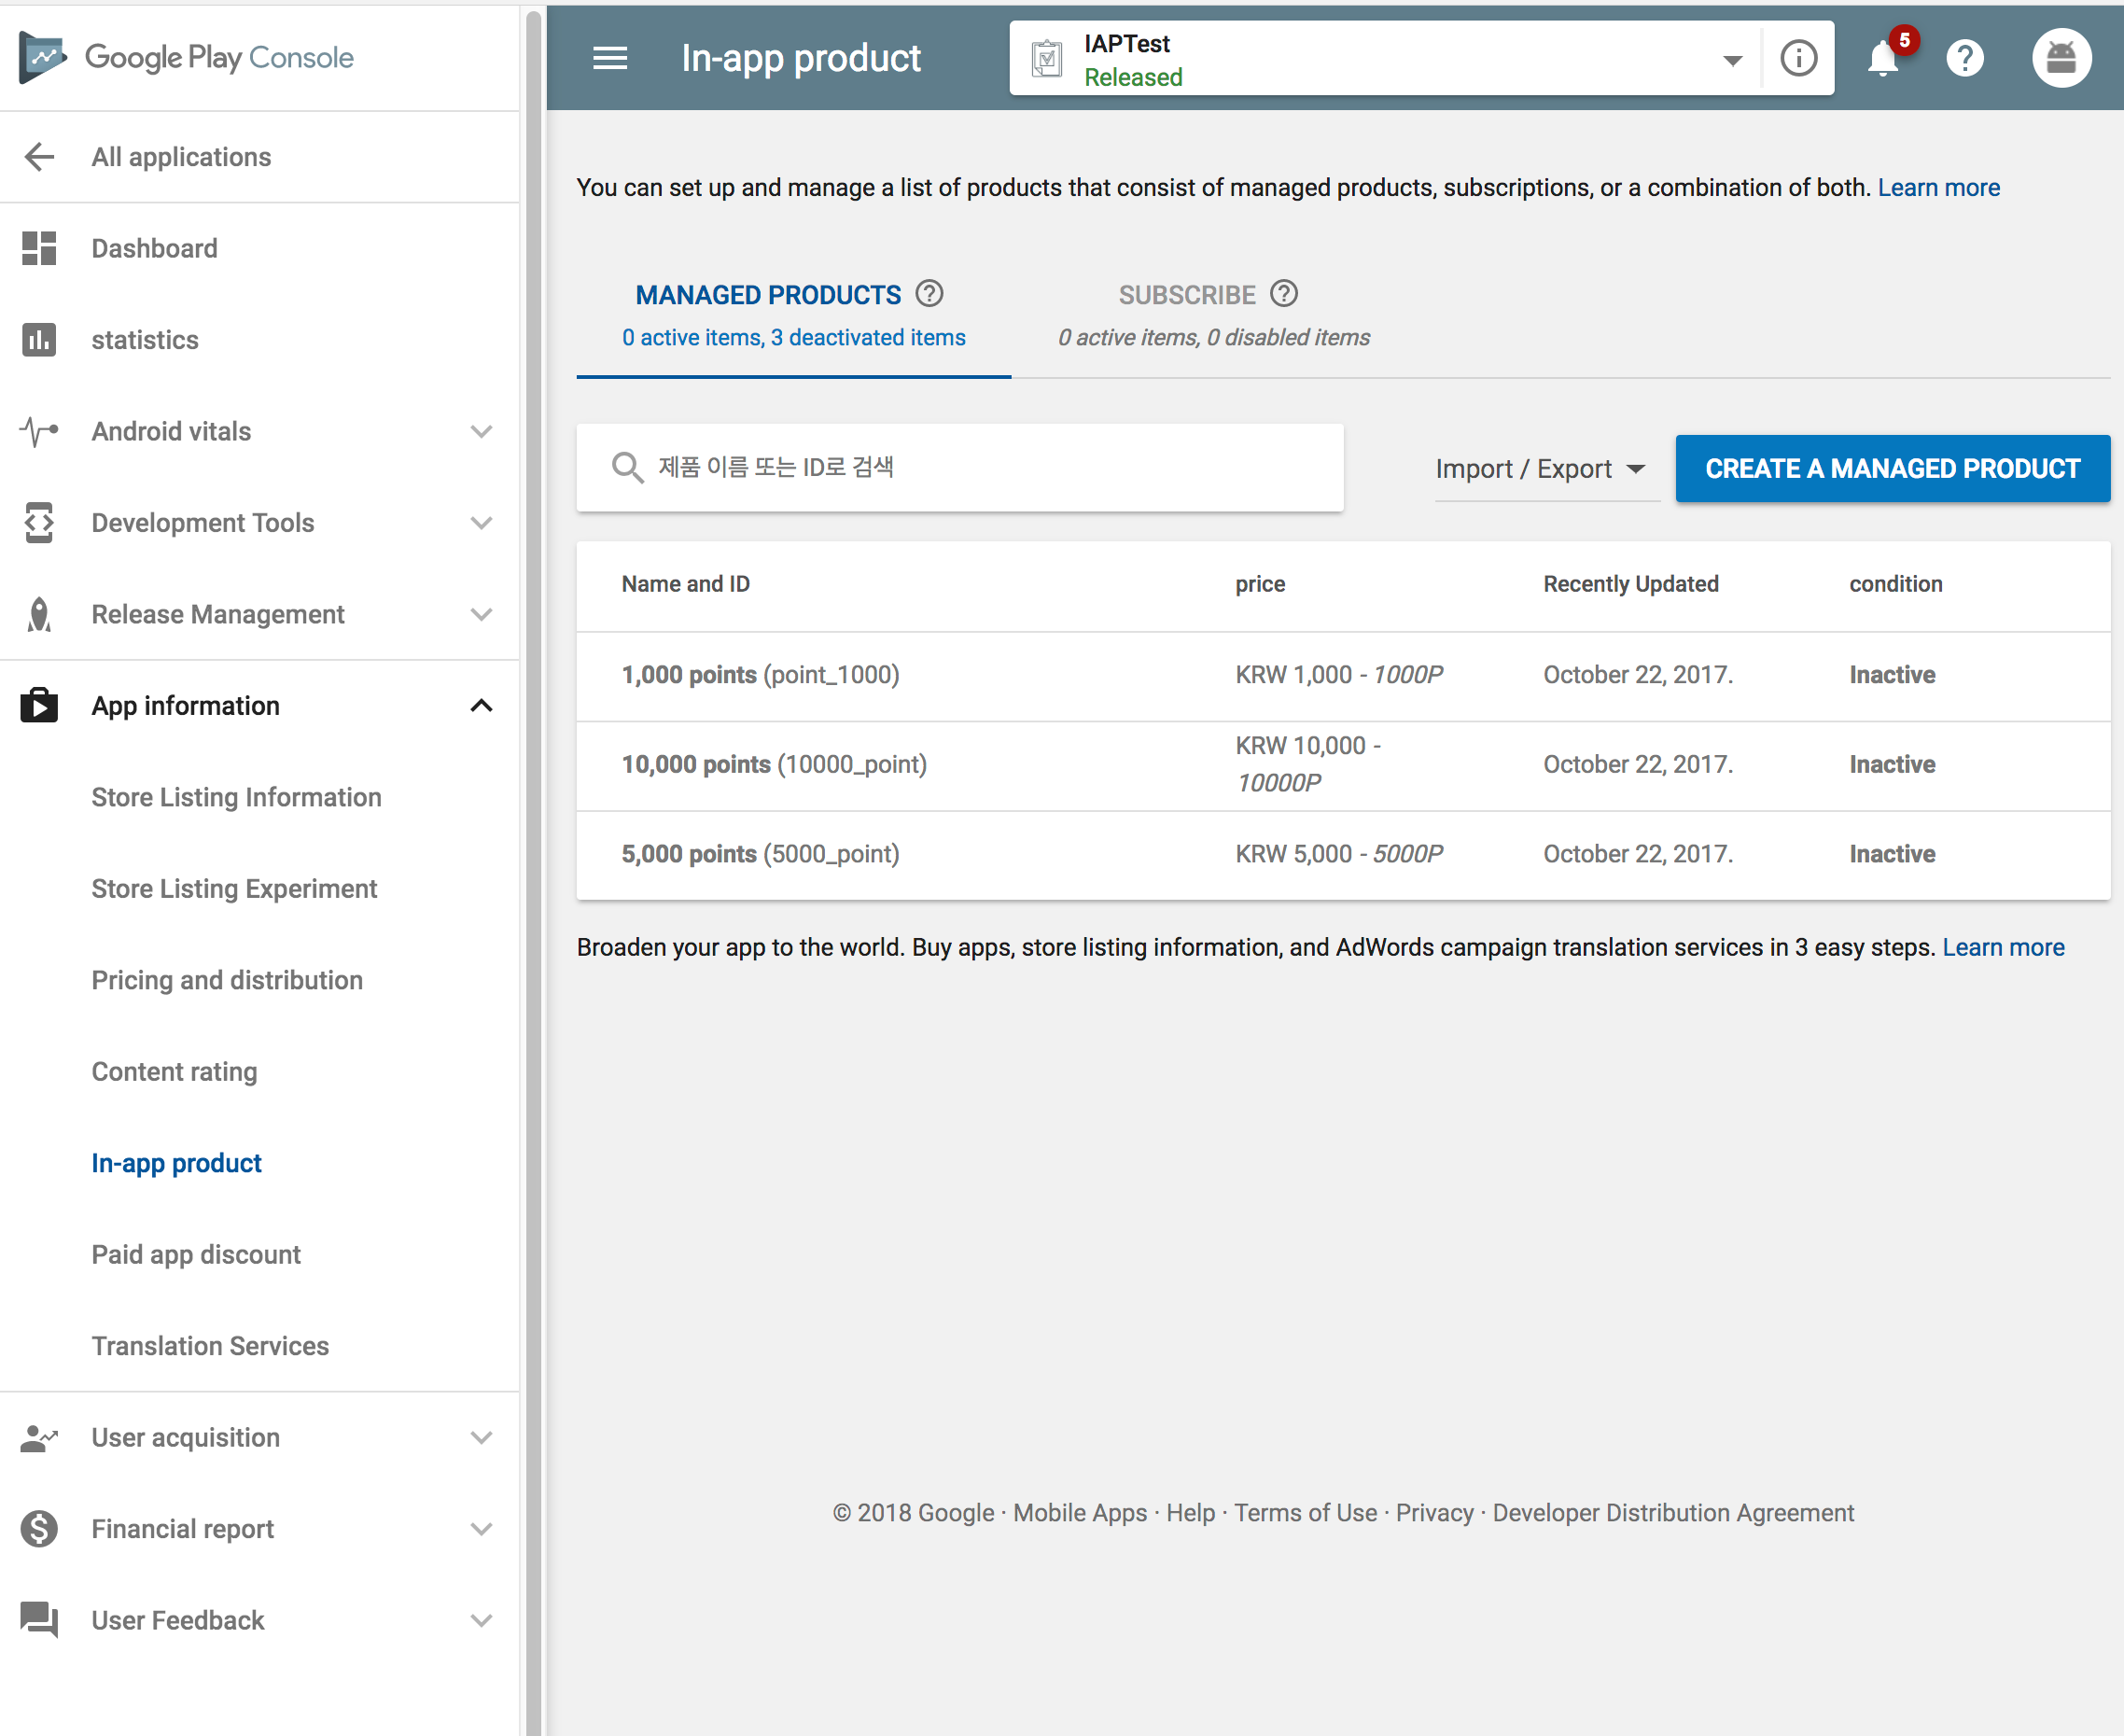 Google Play Console
All applications
Dashboard
statistics
Android vitals
Development Tools
Release Management
App information
Store Listing Information
Store Listing Experiment
Pricing and distribution
Content rating
In-app product
Paid app discount
Translation Services
User acquisition
Financial report
User Feedback
In-app product
IAPTest
Released
5
You can set up and manage a list of products that consist of managed products, subscriptions, or a combination of both. Learn more
MANAGED PRODUCTS
0 active items, 3 deactivated items
SUBSCRIBE
0 active items, 0 disabled items
제품 이름 또는 ID로 검색
Import / Export
CREATE A MANAGED PRODUCT
Name and ID price Recently Updated condition
1,000 points (point_1000) KRW 1,000 - 1000P October 22, 2017. Inactive
10,000 points (10000_point) KRW 10,000 - October 22, 2017. Inactive
10000P
5,000 points (5000_point) KRW 5,000 - 5000P October 22, 2017. Inactive
Broaden your app to the world. Buy apps, store listing information, and AdWords campaign translation services in 3 easy steps. Learn more
© 2018 Google · Mobile Apps · Help · Terms of Use · Privacy · Developer Distribution Agreement